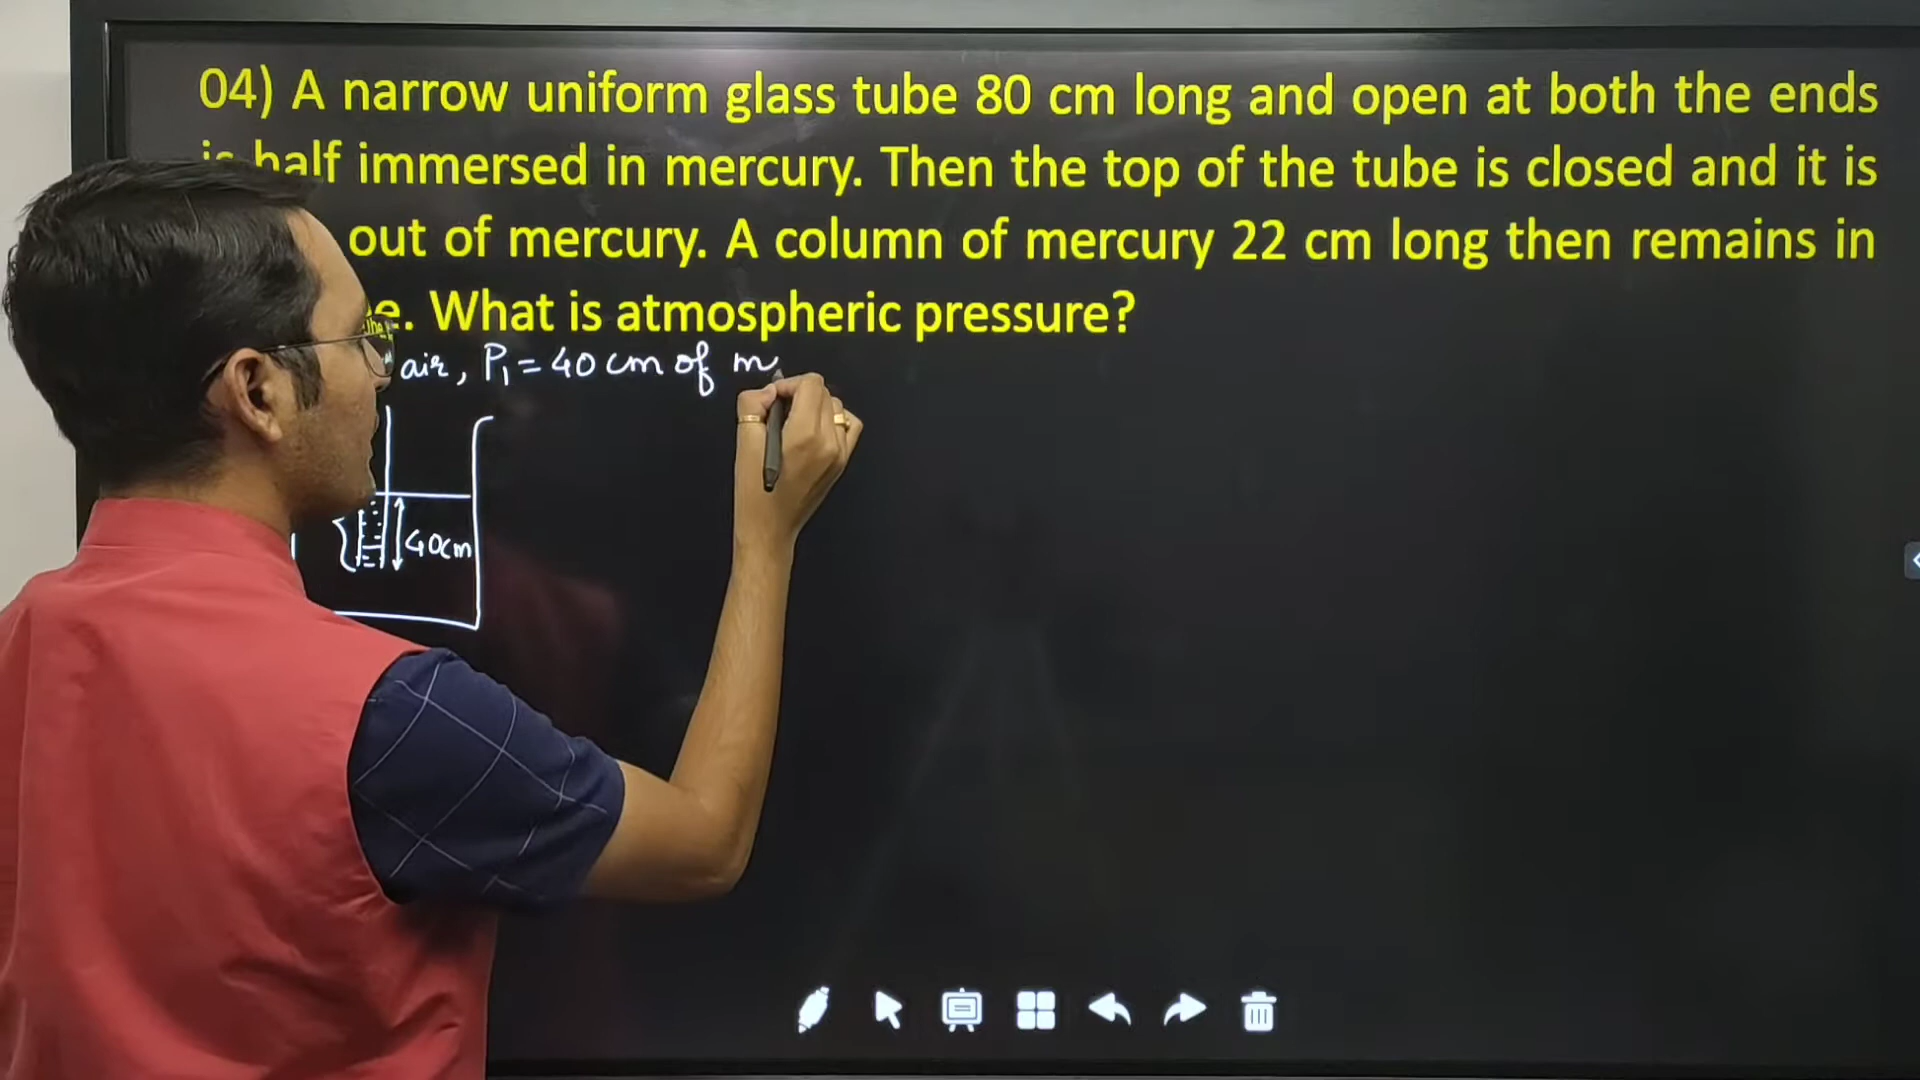 04) A narrow uniform glass tube 80 cm long and open at both the ends
half immersed in mercury. Then the top of the tube is closed and it is
out of mercury. A column of mercury 22 cm long then remains in
e. What is atmospheric pressure?
air, P₁ = 40 cm of m
40cm